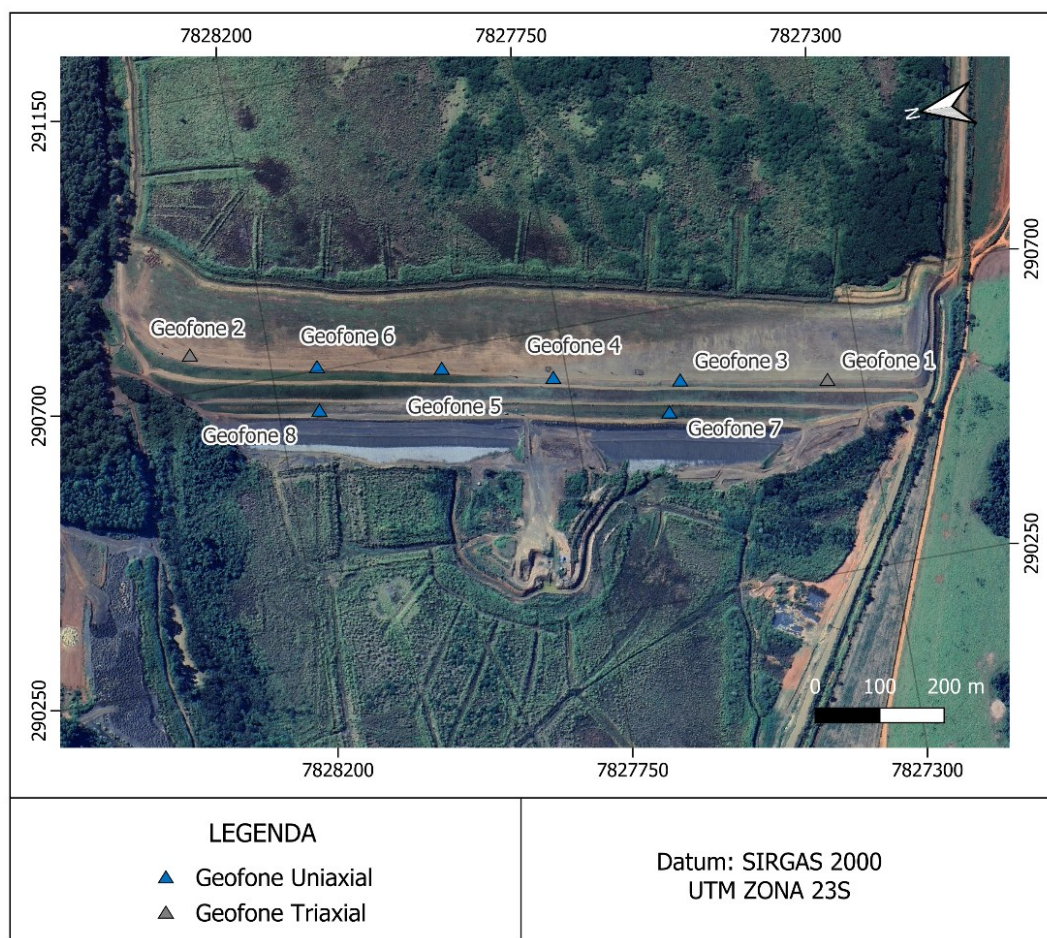 7828200
7827750
7827300
291150
290700
N
Geofone 2
Geofone 6
Geofone 4
Geofone 3
Geofone 1
290700
Geofone 5
Geofone 7
Geofone 8
290250
290250
0 100 200 m
7828200
7827750
7827300
LEGENDA
Geofone Uniaxial
Geofone Triaxial
Datum: SIRGAS 2000
UTM ZONA 23S